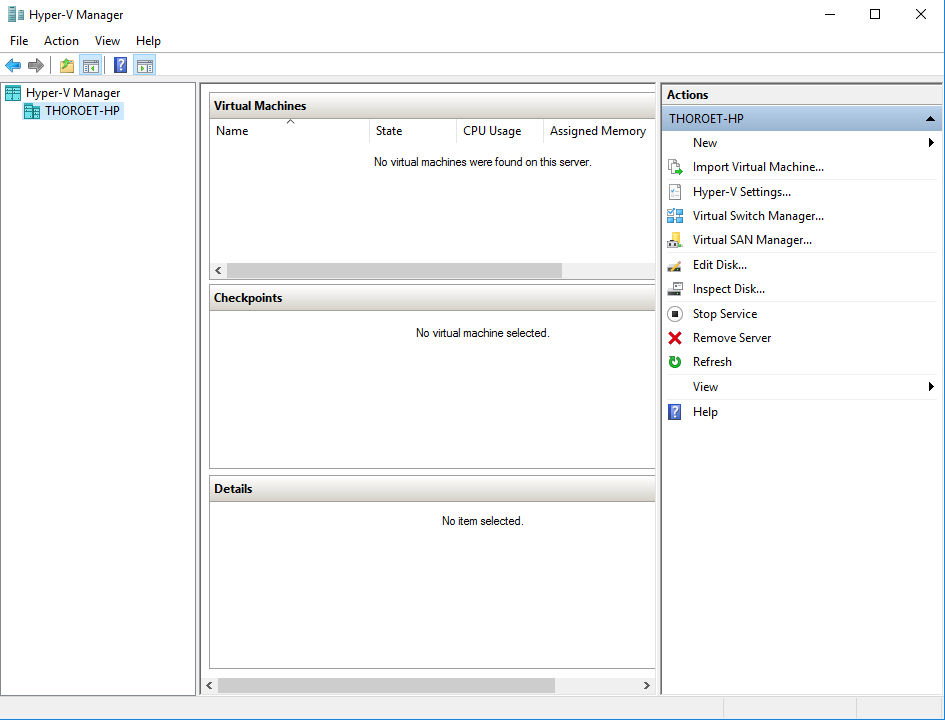 Hyper-V Manager
File Action View Help
Hyper-V Manager
THOROET-HP
Virtual Machines
Name State CPU Usage Assigned Memory
No virtual machines were found on this server.
Checkpoints
No virtual machine selected.
Details
No item selected.
Actions
THOROET-HP
New
Import Virtual Machine...
Hyper-V Settings...
Virtual Switch Manager...
Virtual SAN Manager...
Edit Disk...
Inspect Disk...
Stop Service
Remove Server
Refresh
View
Help